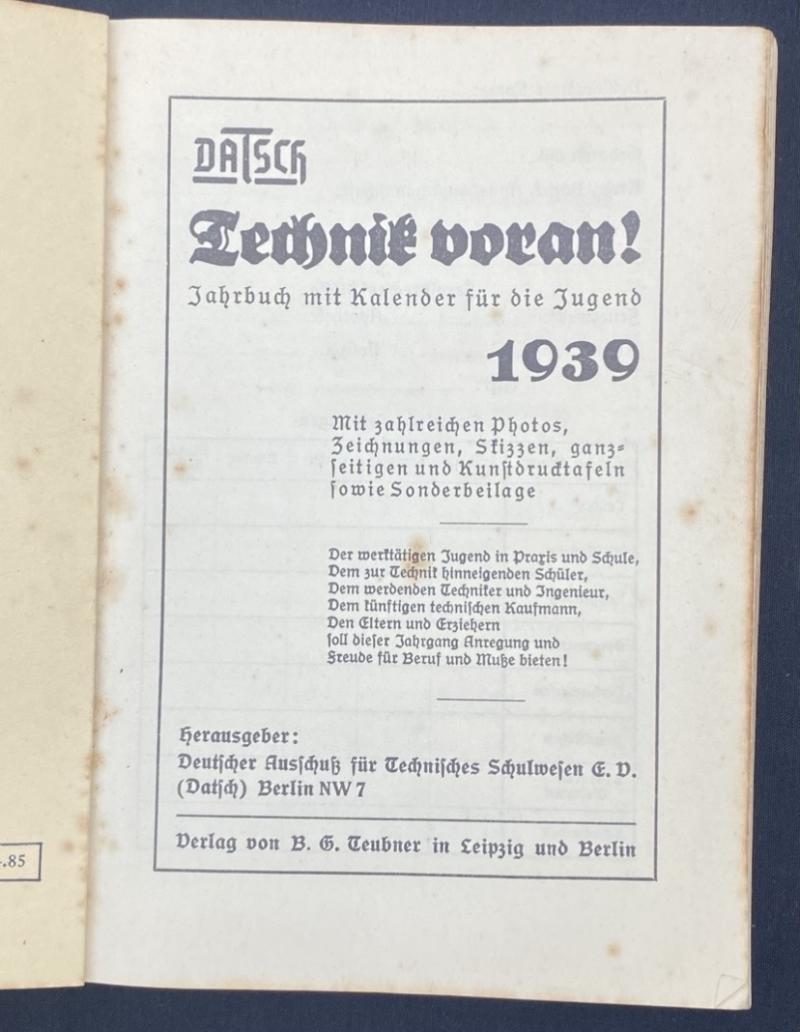 DATSCH
Technik voran!
Jahrbuch mit Kalender für die Jugend
1939
Mit zahlreichen Photos,
Zeichnungen, Skizzen, ganz-
seitigen und Kunstdrucktafeln
sowie Sonderbeilage
Der werktätigen Jugend in Praxis und Schule,
Dem zur Technik hinneigenden Schüler,
Dem werdenden Techniker und Ingenieur,
Dem künftigen technischen Kaufmann,
Den Eltern und Erziehern
soll dieser Jahrgang Anregung und
Freude für Beruf und Muße bieten!
Herausgeber:
Deutscher Ausschuß für Technisches Schulwesen E. V.
(Datsch) Berlin NW 7
Verlag von B. G. Teubner in Leipzig und Berlin
.85